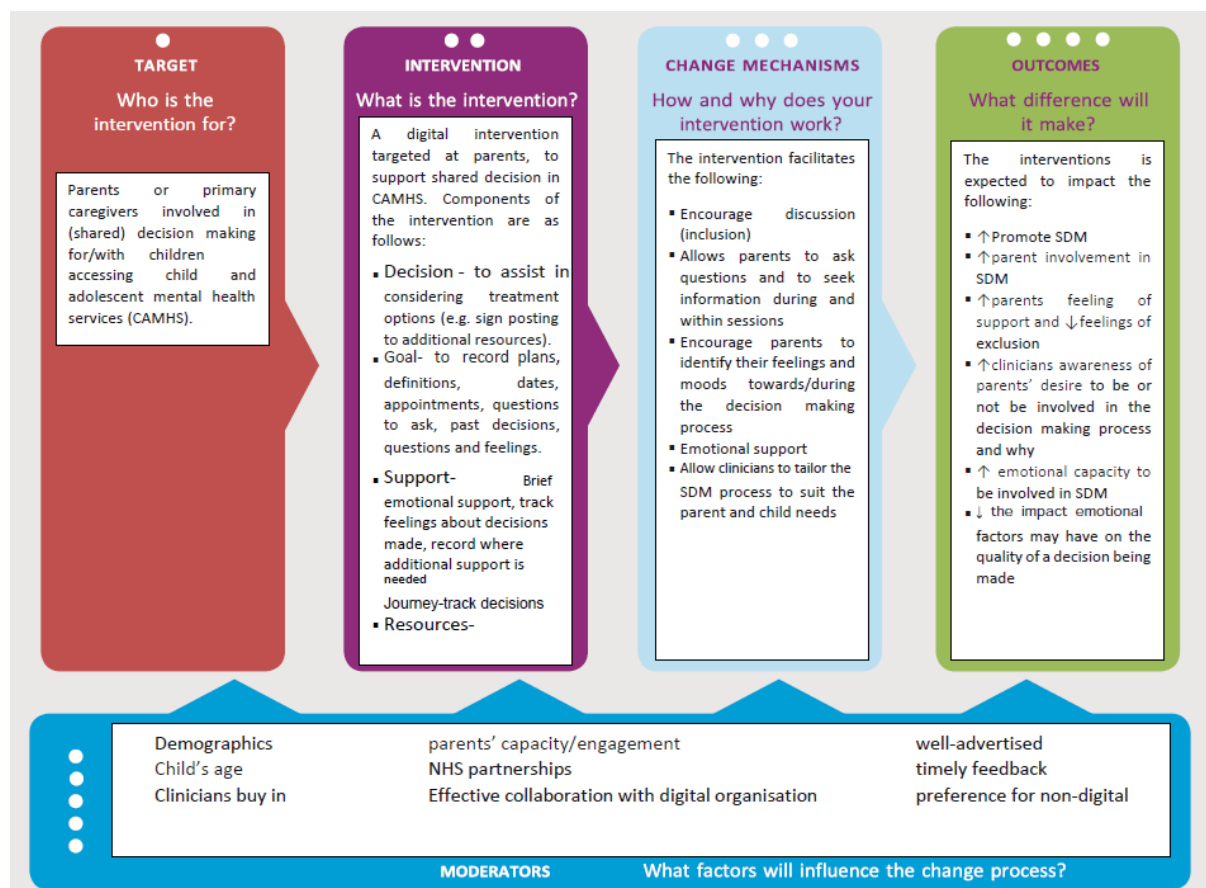 TARGET
Who is the
intervention for?
Parents or primary
caregivers involved in
(shared) decision making
for/with children
accessing child and
adolescent mental health
services (CAMHS).
INTERVENTION
What is the intervention?
A digital intervention
targeted at parents, to
support shared decision in
CAMHS. Components of
the intervention are as
follows:
▪ Decision - to assist in
considering treatment
options (e.g. sign posting
to additional resources).
▪ Goal- to record plans,
definitions, dates,
appointments, questions
to ask, past decisions,
questions and feelings.
▪ Support- Brief
emotional support, track
feelings about decisions
made, record where
additional support is
needed
Journey-track decisions
▪ Resources-
CHANGE MECHANISMS
How and why does your
intervention work?
The intervention facilitates
the following:
▪ Encourage discussion
(inclusion)
▪ Allows parents to ask
questions and to seek
information during and
within sessions
▪ Encourage parents to
identify their feelings and
moods towards/during
the decision making
process
▪ Emotional support
▪ Allow clinicians to tailor the
SDM process to suit the
parent and child needs
OUTCOMES
What difference will
it make?
The interventions is
expected to impact the
following:
▪ ↑Promote SDM
▪ ↑parent involvement in
SDM
▪ ↑parents feeling of
support and ↓feelings of
exclusion
▪ ↑clinicians awareness of
parents' desire to be or
not be involved in the
decision making process
and why
▪ ↑ emotional capacity to
be involved in SDM
▪ ↓ the impact emotional
factors may have on the
quality of a decision being
made
Demographics parents' capacity/engagement well-advertised
Child's age NHS partnerships timely feedback
Clinicians buy in Effective collaboration with digital organisation preference for non-digital
MODERATORS What factors will influence the change process?